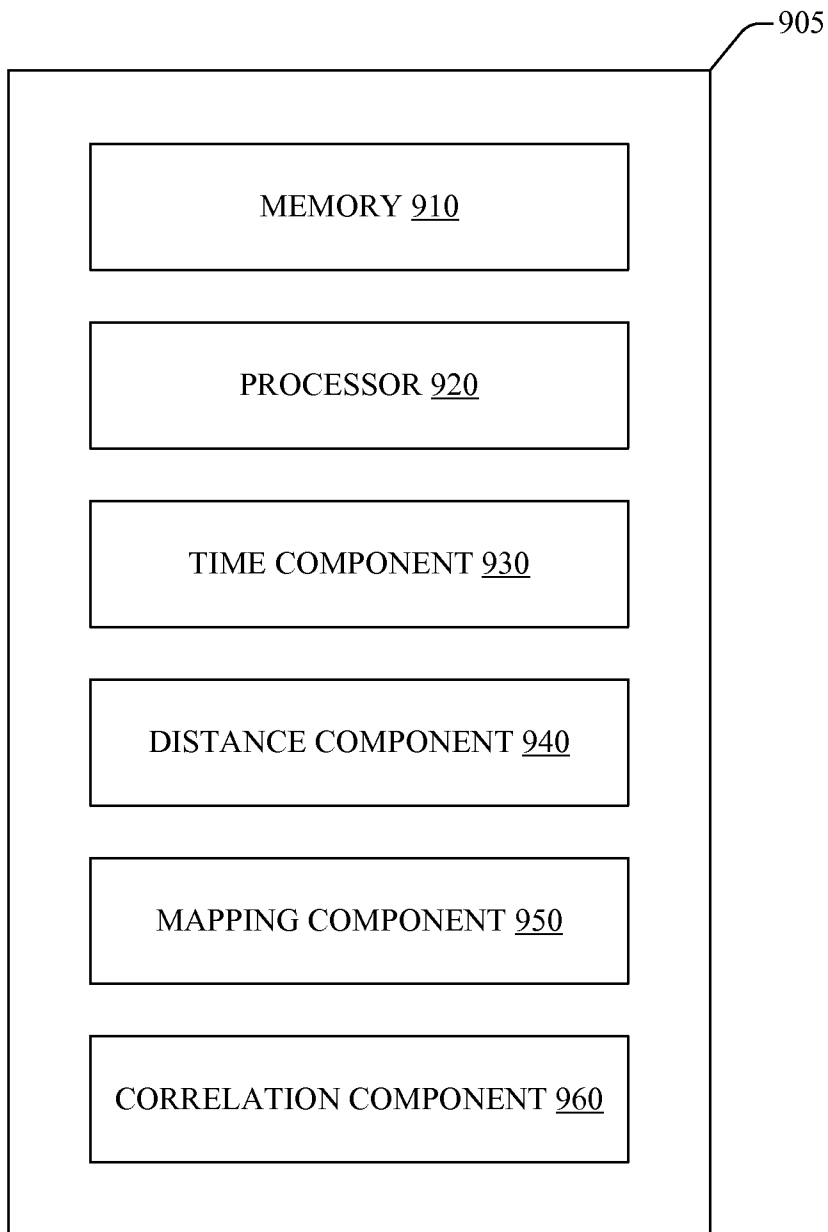 905
MEMORY 910
PROCESSOR 920
TIME COMPONENT 930
DISTANCE COMPONENT 940
MAPPING COMPONENT 950
CORRELATION COMPONENT 960